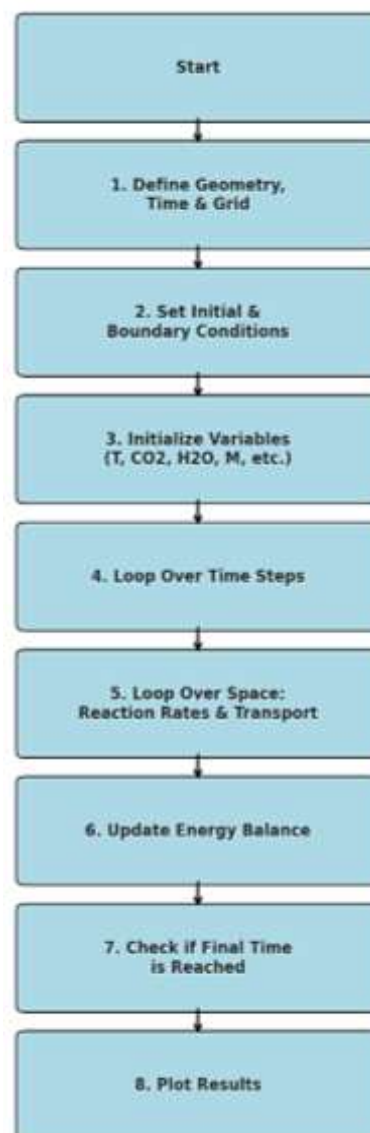 Start
1. Define Geometry,
Time & Grid
2. Set Initial &
Boundary Conditions
3. Initialize Variables
(T, CO2, H2O, M, etc.)
4. Loop Over Time Steps
5. Loop Over Space:
Reaction Rates & Transport
6. Update Energy Balance
7. Check if Final Time
is Reached
8. Plot Results